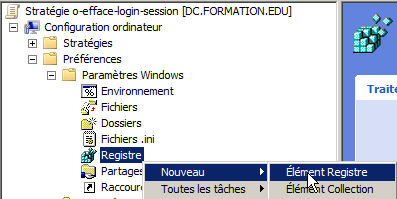 Stratégie o-efface-login-session [DC.FORMATION.EDU]
Configuration ordinateur
Stratégies
Préférences
Paramètres Windows
Environnement
Fichiers
Dossiers
Fichiers .ini
Registre
Partages
Raccour
Nouveau
Toutes les tâches
Élément Registre
Élément Collection
Traite